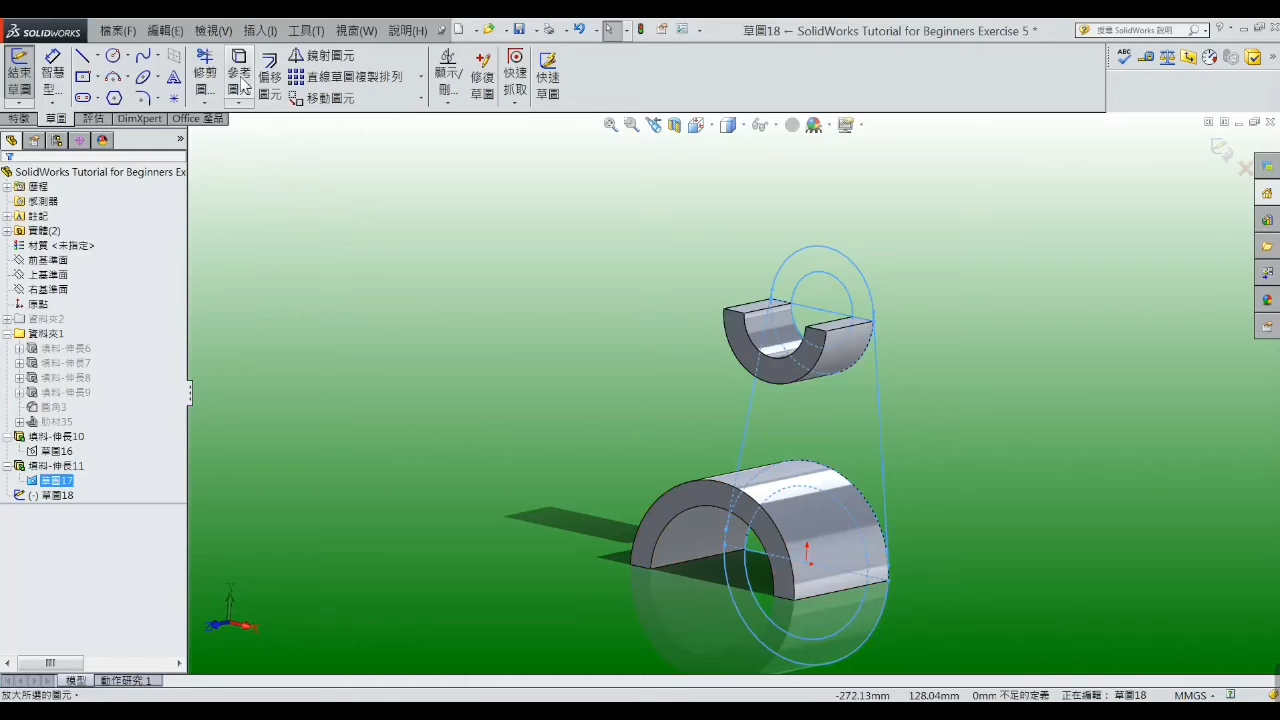 SOLIDWORKS 檔案(F) 編輯(E) 檢視(V) 插入(I) 工具(T) 視窗(W) 說明(H) 草圖18 ← SolidWorks Tutorial for Beginners Exercise 5 * 搜尋 SolidWorks 說明
結束草圖
智慧型...
修剪圖...
參考圖元
偏移圖元
鏡射圖元
直線草圖複製排列
移動圖元
顯示/刪...
修復草圖
快速抓取
快速草圖
特徵 草圖 評估 DimXpert Office 產品
SolidWorks Tutorial for Beginners Ex
歷程
感測器
註記
實體(2)
材質 <未指定>
前基準面
上基準面
右基準面
原點
資料夾2
資料夾1
填料-伸長6
填料-伸長7
填料-伸長8
填料-伸長9
圓角3
肋材35
填料-伸長10
草圖16
填料-伸長11
草圖17
(-) 草圖18
模型 動作研究 1
放大所選的圖元。 -272.13mm 128.04mm 0mm 不足的定義 正在編輯： 草圖18 MMGS